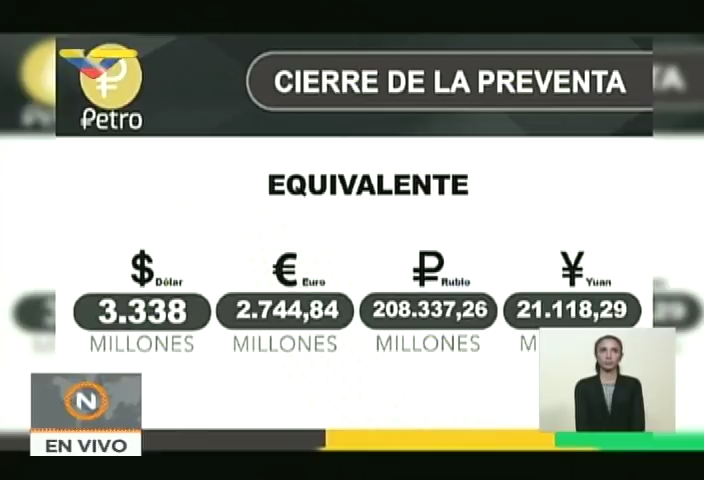 Petro
CIERRE DE LA PREVENTA
EQUIVALENTE
$ Dólar
€ Euro
₽ Rublo
¥ Yuan
3.338
2.744,84
208.337,26
21.118,29
MILLONES
MILLONES
MILLONES
M
N
EN VIVO